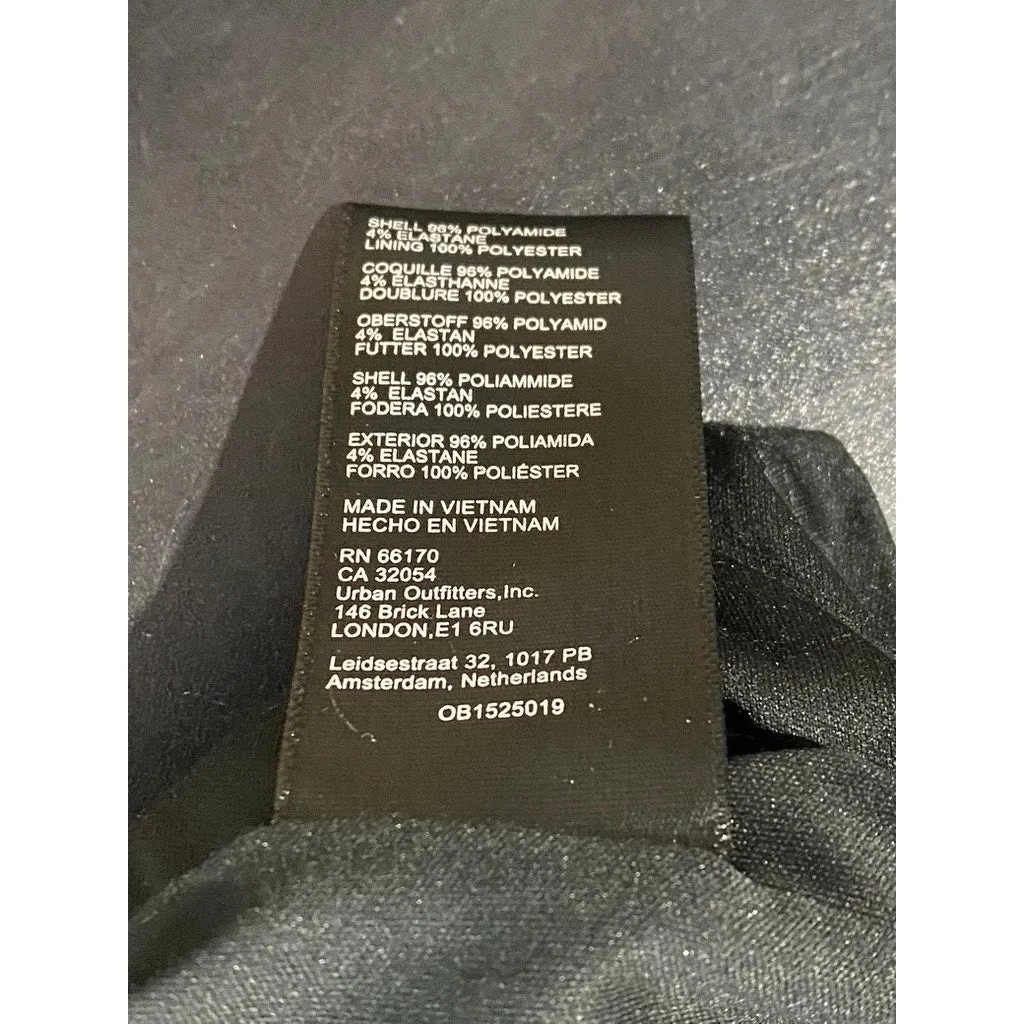 SHELL 96% POLYAMIDE
4% ELASTANE
LINING 100% POLYESTER
COQUILLE 96% POLYAMIDE
4% ÉLASTHANNE
DOUBLURE 100% POLYESTER
OBERSTOFF 96% POLYAMID
4% ELASTAN
FUTTER 100% POLYESTER
SHELL 96% POLIAMMIDE
4% ELASTAN
FODERA 100% POLIESTERE
EXTERIOR 96% POLIAMIDA
4% ELASTANE
FORRO 100% POLIÉSTER
MADE IN VIETNAM
HECHO EN VIETNAM
RN 66170
CA 32054
Urban Outfitters,Inc.
146 Brick Lane
LONDON,E1 6RU
Leidsestraat 32, 1017 PB
Amsterdam, Netherlands
OB1525019